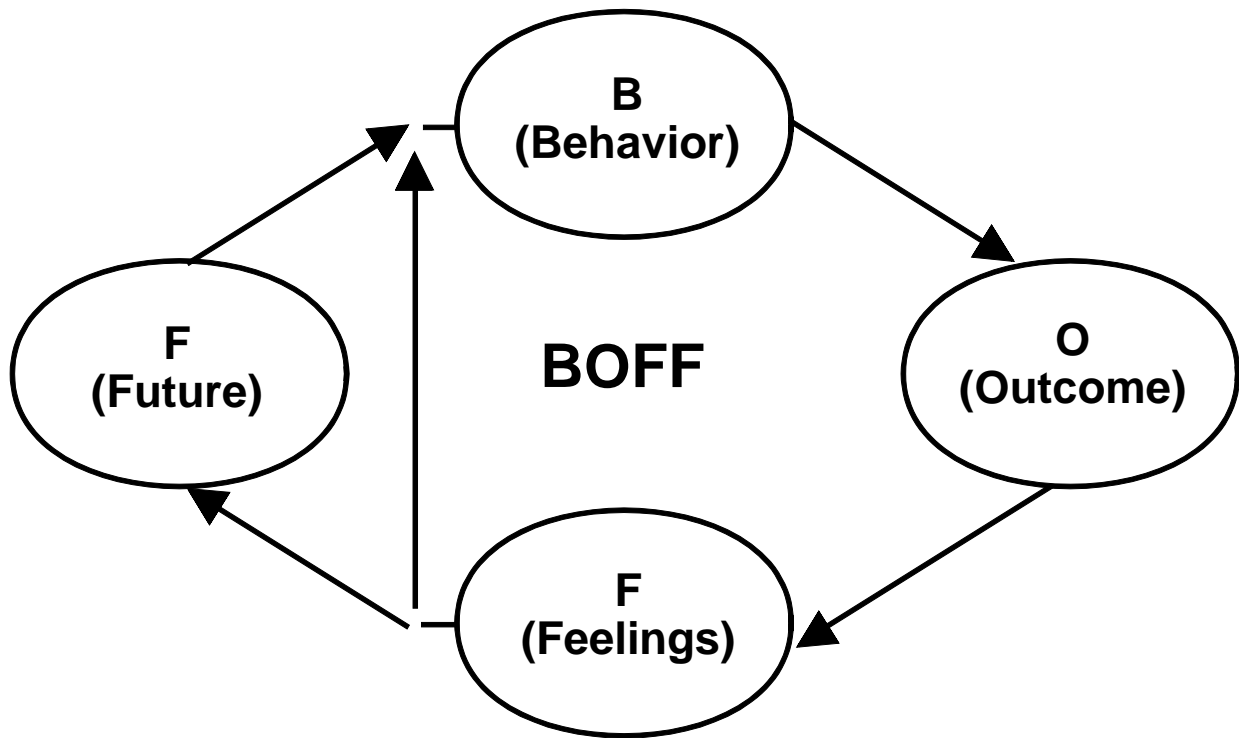 B
(Behavior)
F
(Future)
BOFF
O
(Outcome)
F
(Feelings)